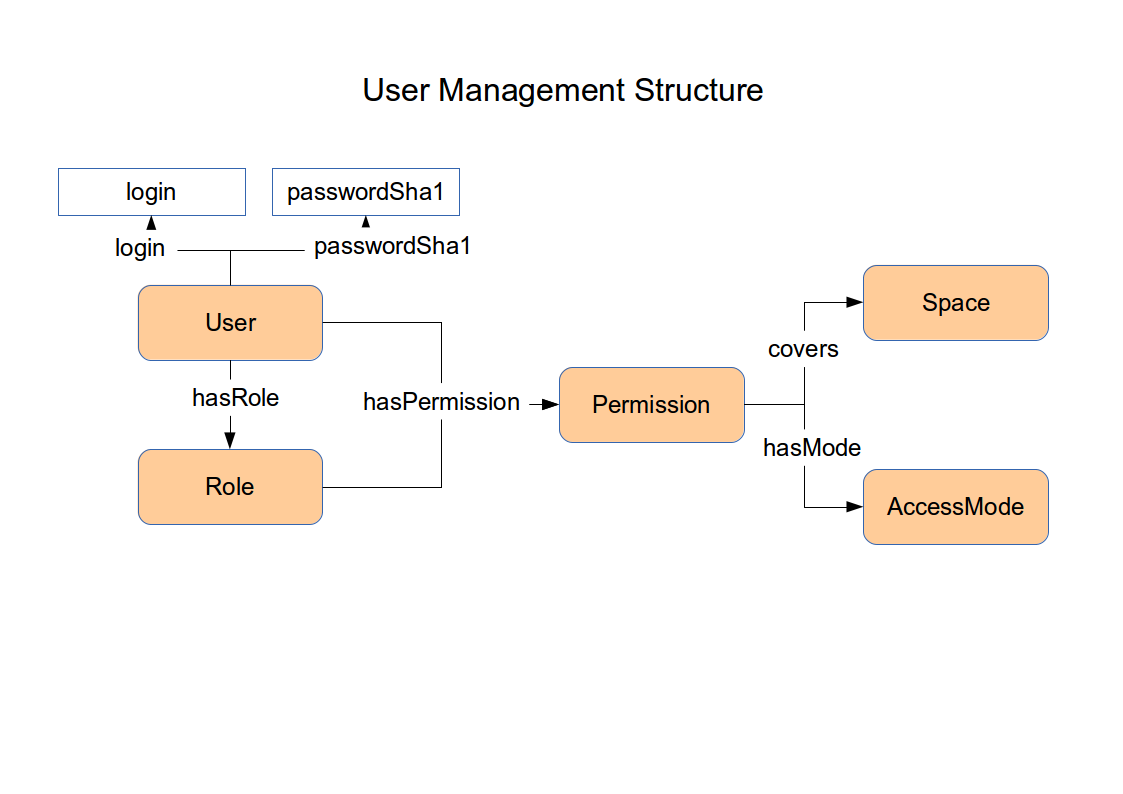 User Management Structure
login
passwordSha1
login
passwordSha1
User
Space
covers
hasRole
hasPermission
Permission
hasMode
Role
AccessMode